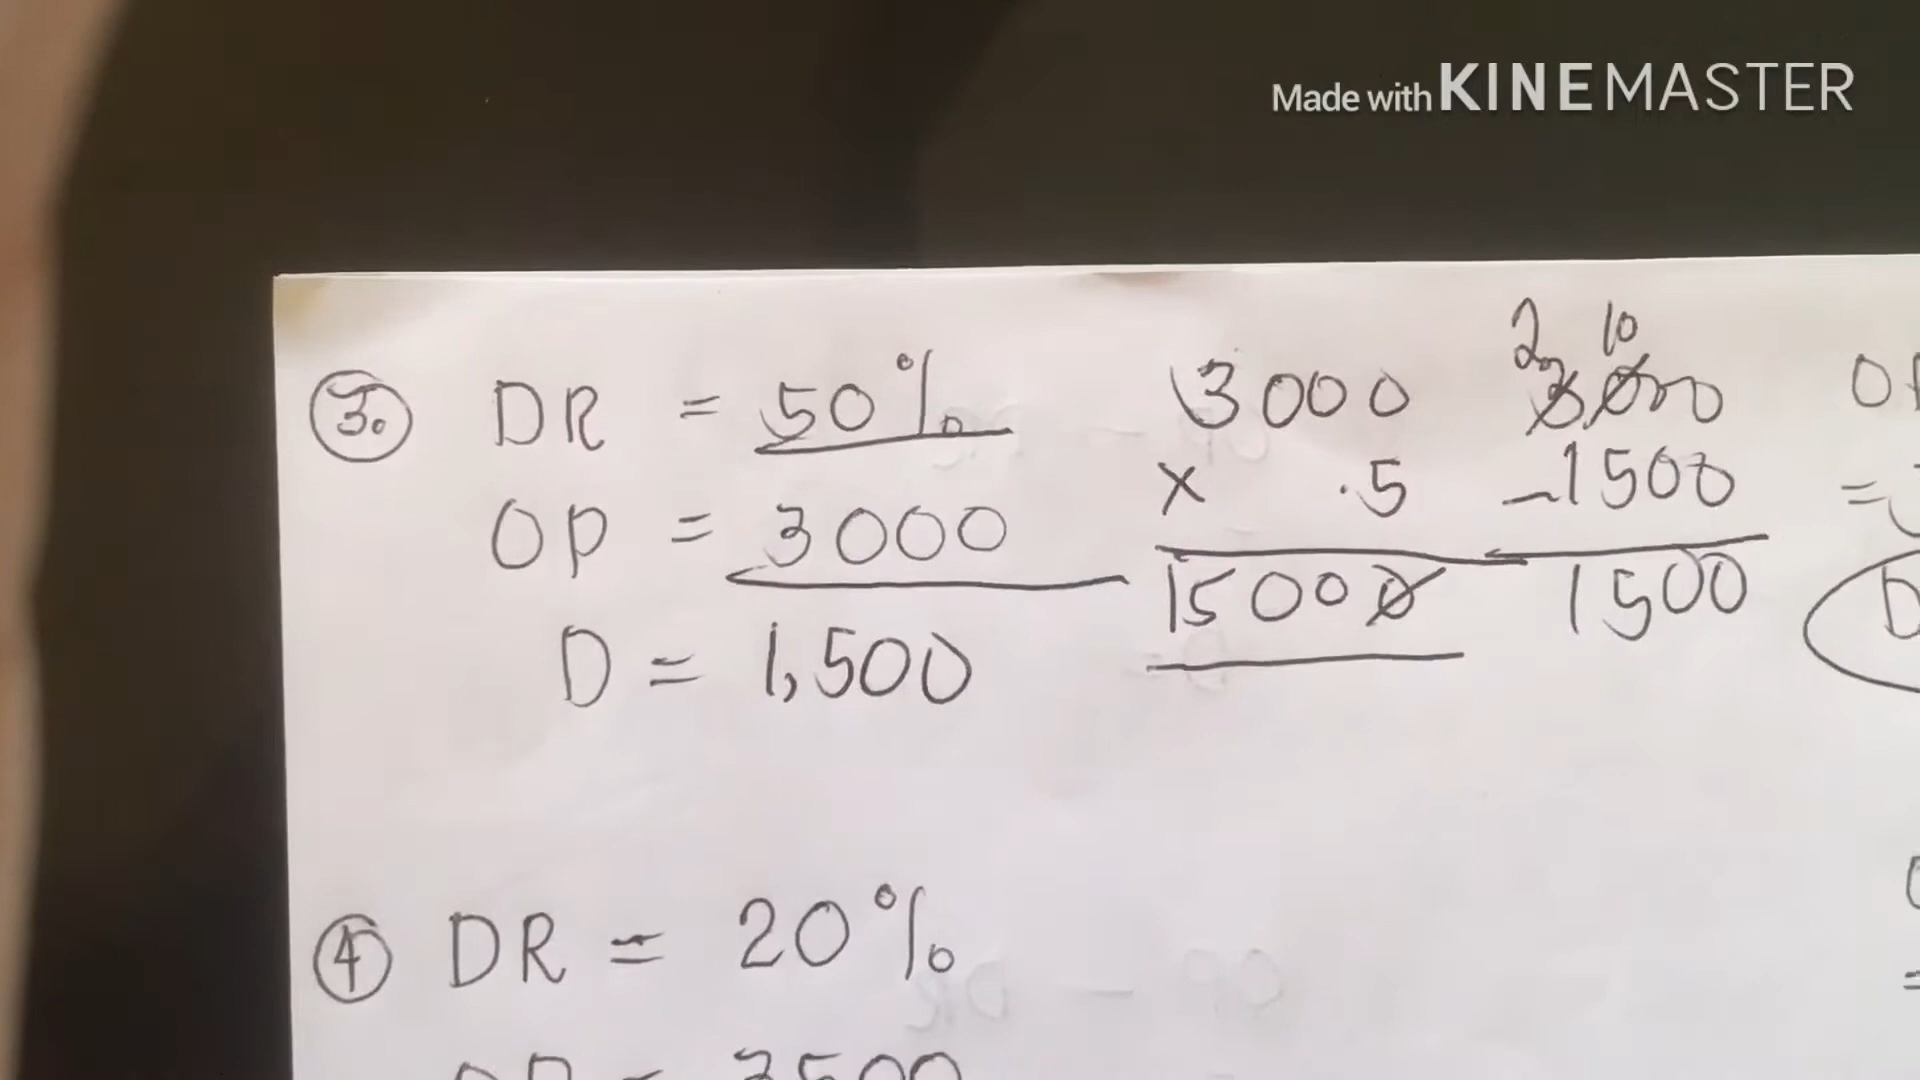 Made with KINEMASTER
3. DR = 50%
OP = 3000
D = 1,500
3000
x .5
15000
2 10
3000
-1500
1500
4 DR = 20%